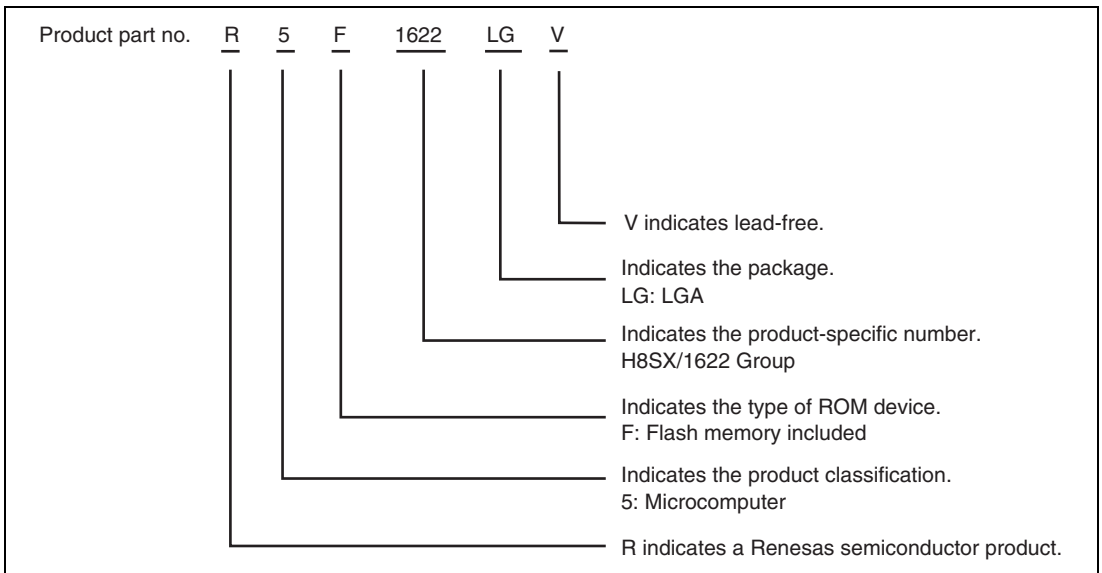 Product part no. R 5 F 1622 LG V
V indicates lead-free.
Indicates the package.
LG: LGA
Indicates the product-specific number.
H8SX/1622 Group
Indicates the type of ROM device.
F: Flash memory included
Indicates the product classification.
5: Microcomputer
R indicates a Renesas semiconductor product.